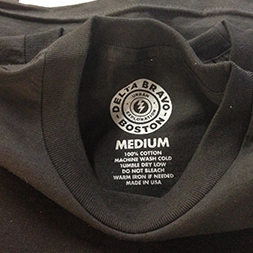 DELTA BRAVO
URBAN
BOSTON
MEDIUM
100% COTTON
MACHINE WASH COLD
TUMBLE DRY LOW
DO NOT BLEACH
WARM IRON IF NEEDED
MADE IN USA